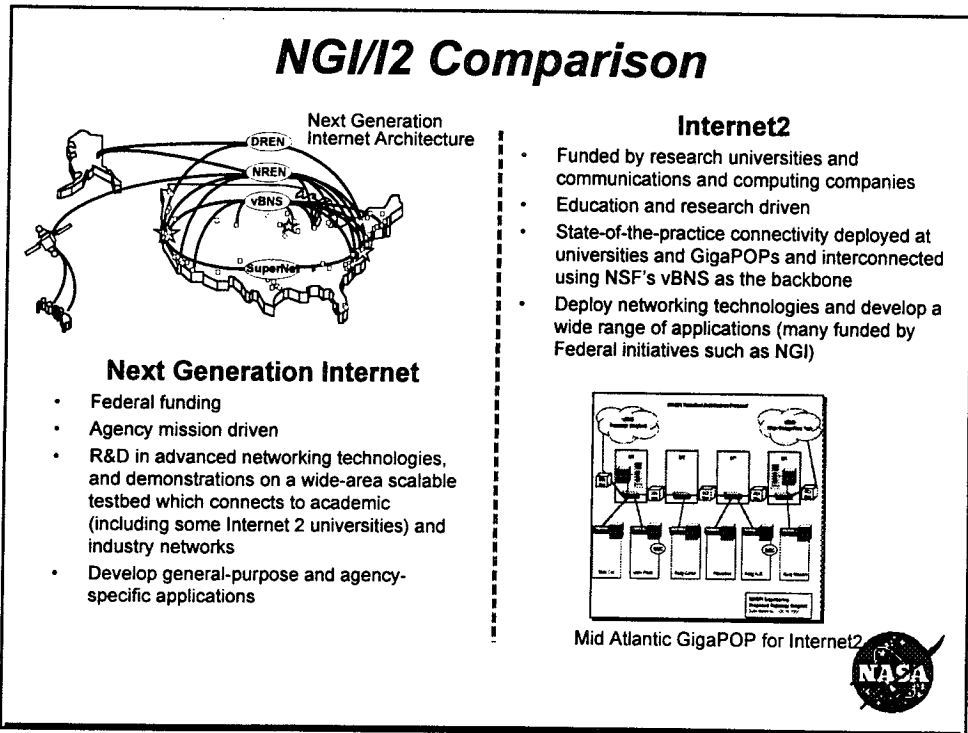 NGI/I2 Comparison
Next Generation
Internet Architecture
DREN
NREN
vBNS
SuperNet
Next Generation Internet
• Federal funding
• Agency mission driven
• R&D in advanced networking technologies,
and demonstrations on a wide-area scalable
testbed which connects to academic
(including some Internet 2 universities) and
industry networks
• Develop general-purpose and agency-
specific applications
Internet2
• Funded by research universities and
communications and computing companies
• Education and research driven
• State-of-the-practice connectivity deployed at
universities and GigaPOPs and interconnected
using NSF's vBNS as the backbone
• Deploy networking technologies and develop a
wide range of applications (many funded by
Federal initiatives such as NGI)
Mid Atlantic GigaPOP for Internet2
NASA